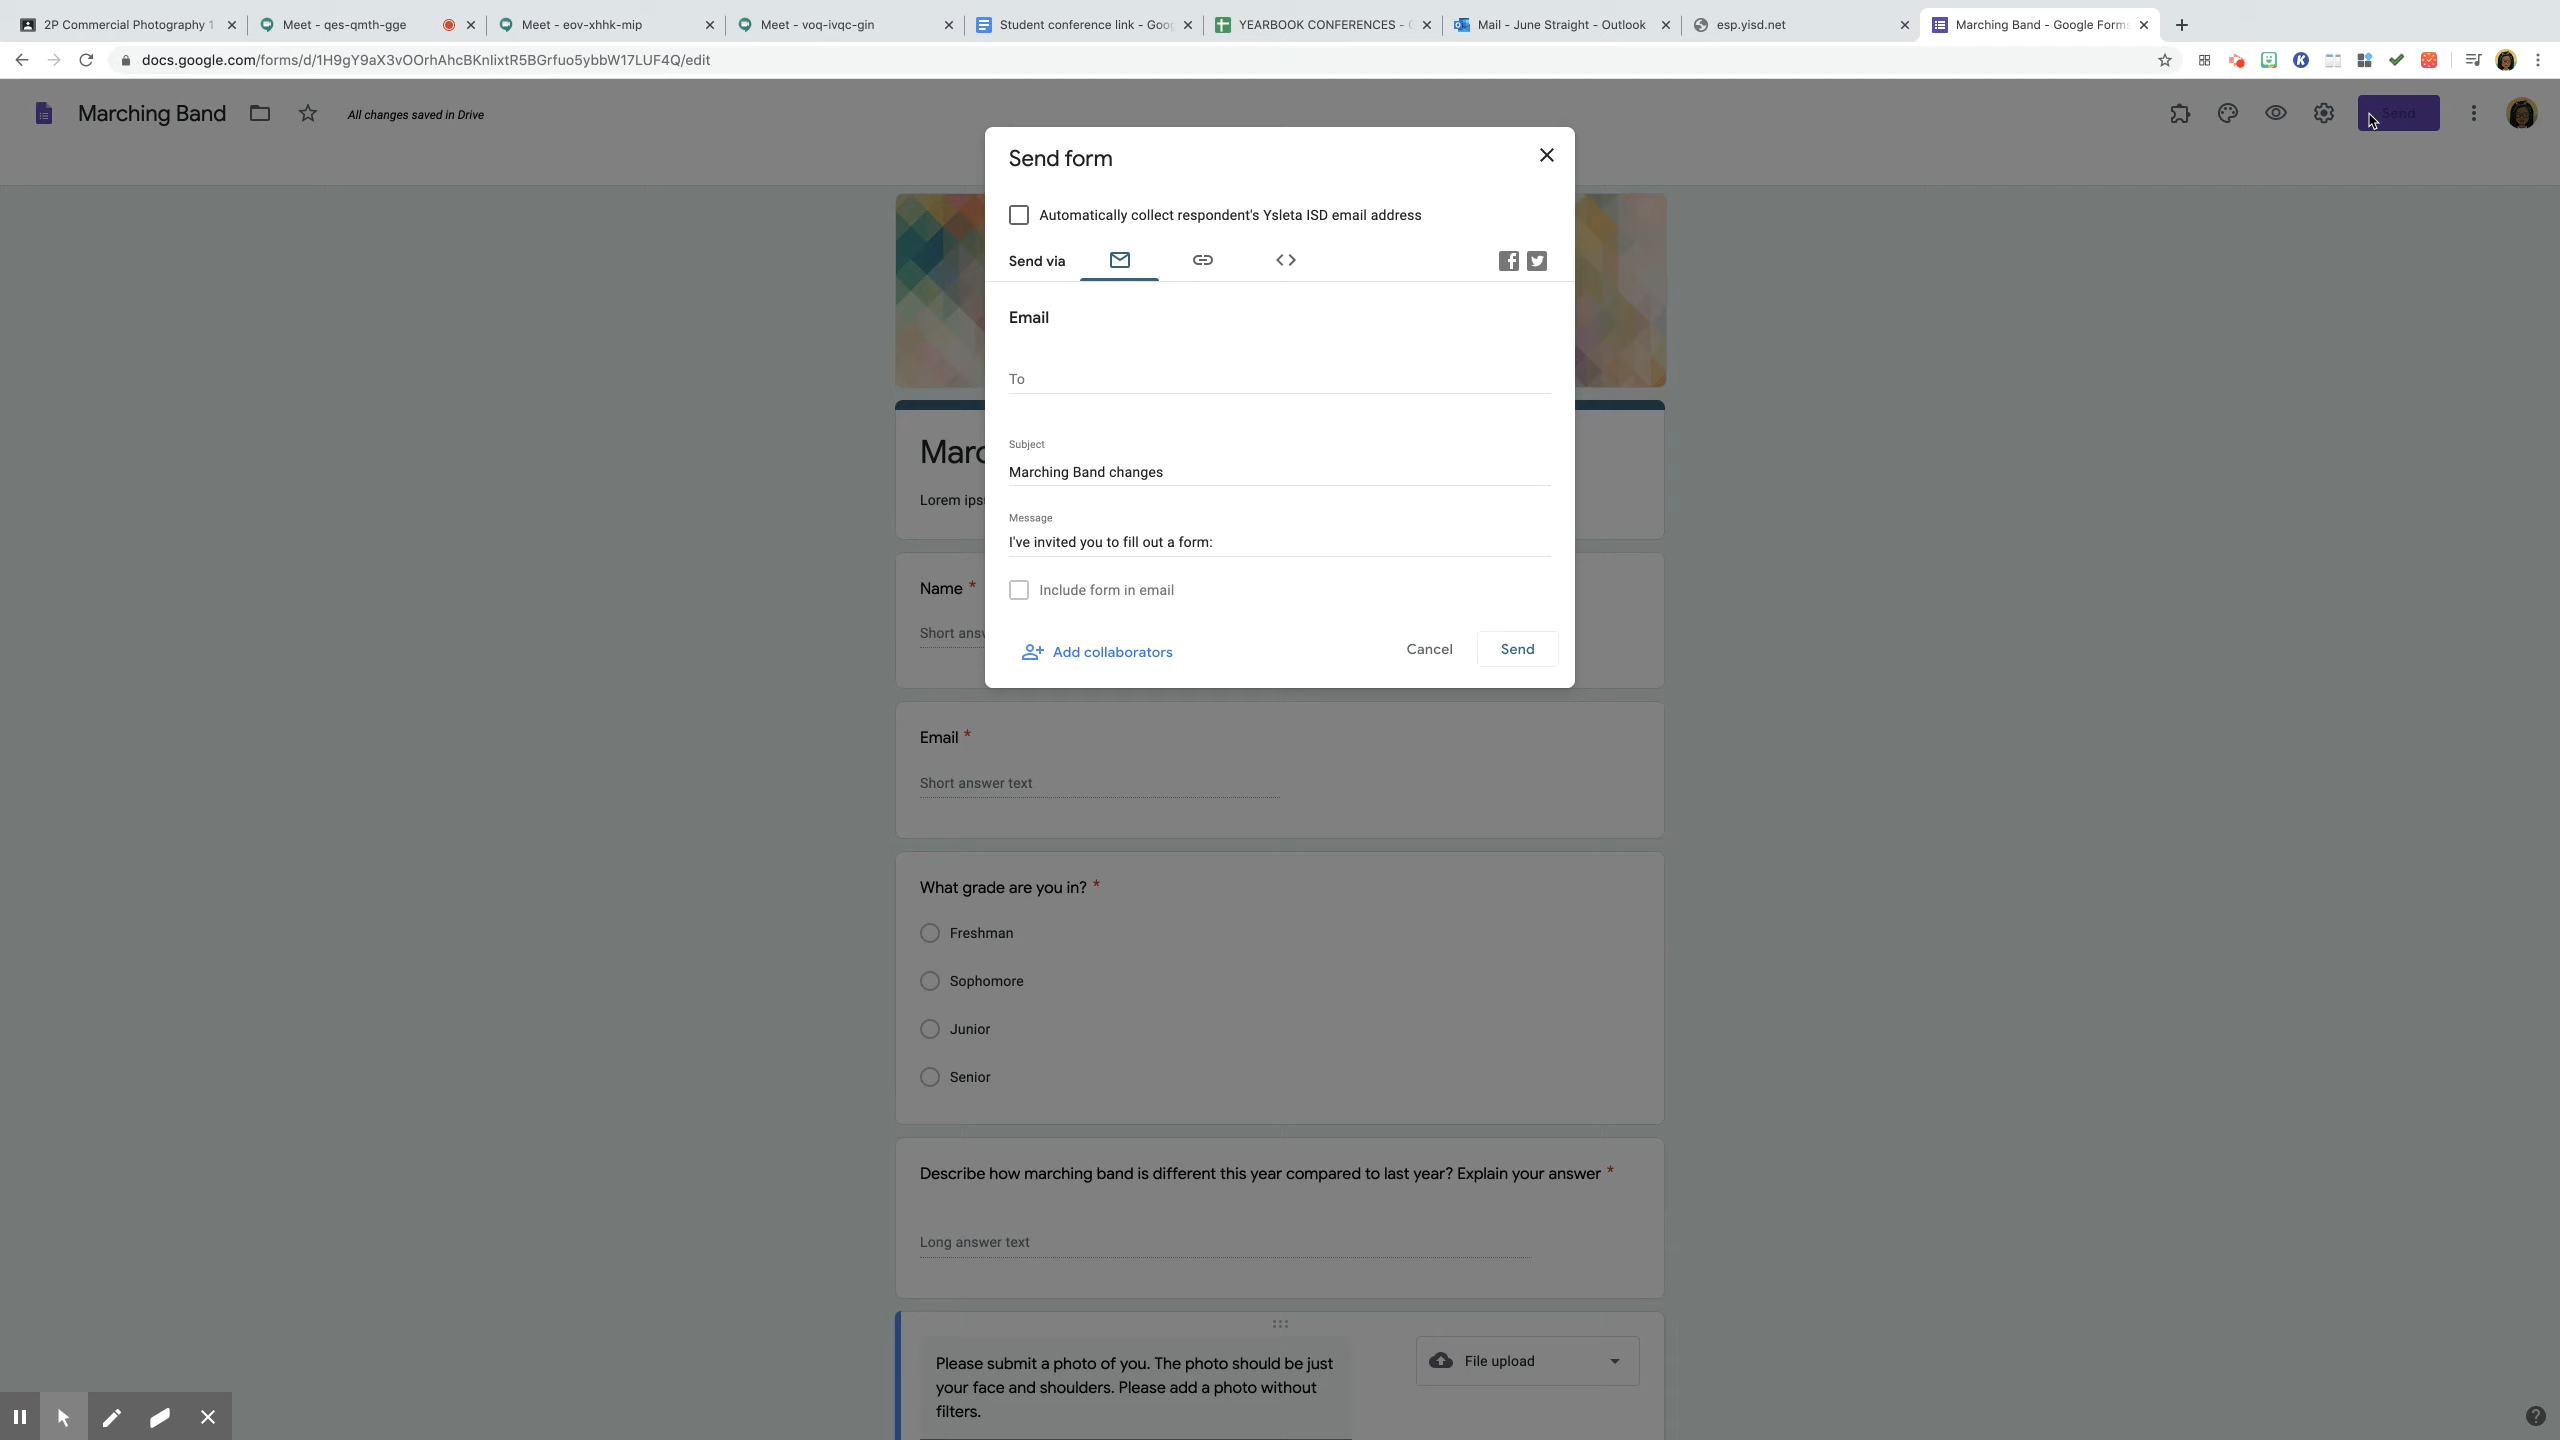 2P Commercial Photography 1
Meet - qes-qmth-gge
Meet - eov-xhhk-mip
Meet - voq-ivqc-gin
Student conference link - Goo
YEARBOOK CONFERENCES - G
Mail - June Straight - Outlook
esp.yisd.net
Marching Band - Google Forms
docs.google.com/forms/d/1H9gY9aX3vOOrhAhcBKnIixtR5BGrfuo5ybbW17LUF4Q/edit
Marching Band
All changes saved in Drive
Send
Send form
Automatically collect respondent's Ysleta ISD email address
Send via
Email
To
Marc
Subject
Marching Band changes
Lorem ips
Message
I've invited you to fill out a form:
Name *
Include form in email
Short answ
Add collaborators
Cancel
Send
Email *
Short answer text
What grade are you in? *
Freshman
Sophomore
Junior
Senior
Describe how marching band is different this year compared to last year? Explain your answer *
Long answer text
Please submit a photo of you. The photo should be just
your face and shoulders. Please add a photo without
filters.
File upload